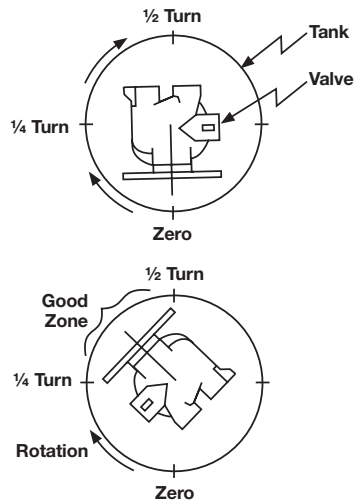 ½ Turn
Tank
Valve
¼ Turn
Zero
½ Turn
Good
Zone
¼ Turn
Rotation
Zero